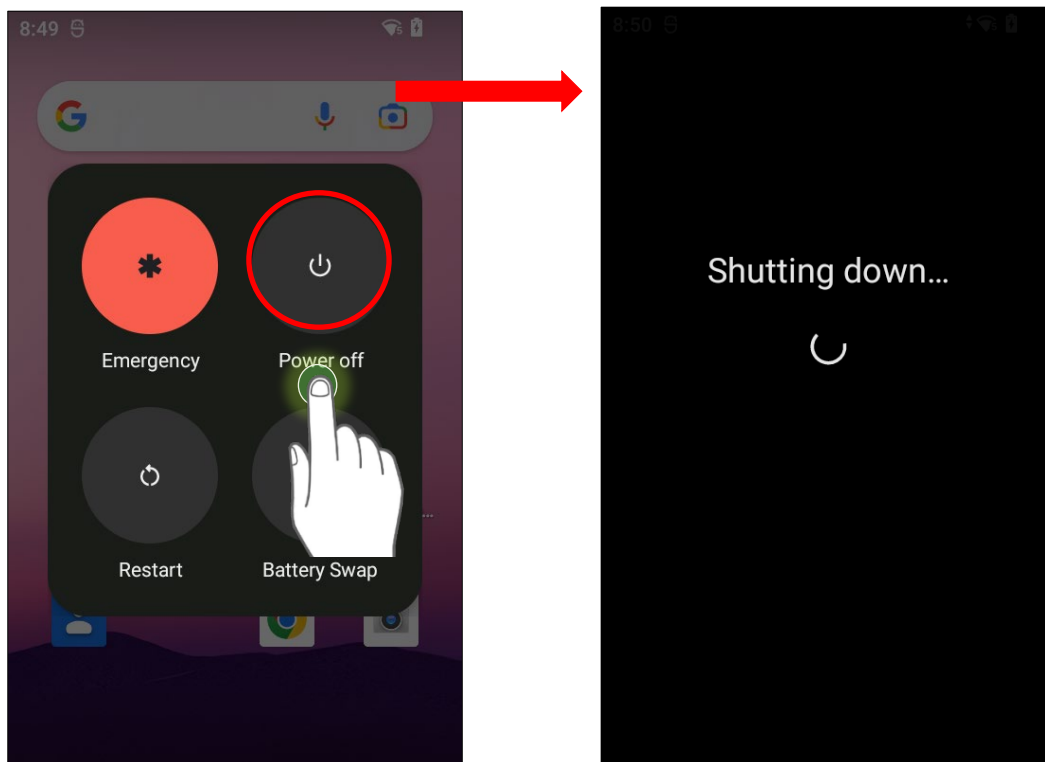 8:49
Emergency
Power off
Restart
Battery Swap
8:50
Shutting down...